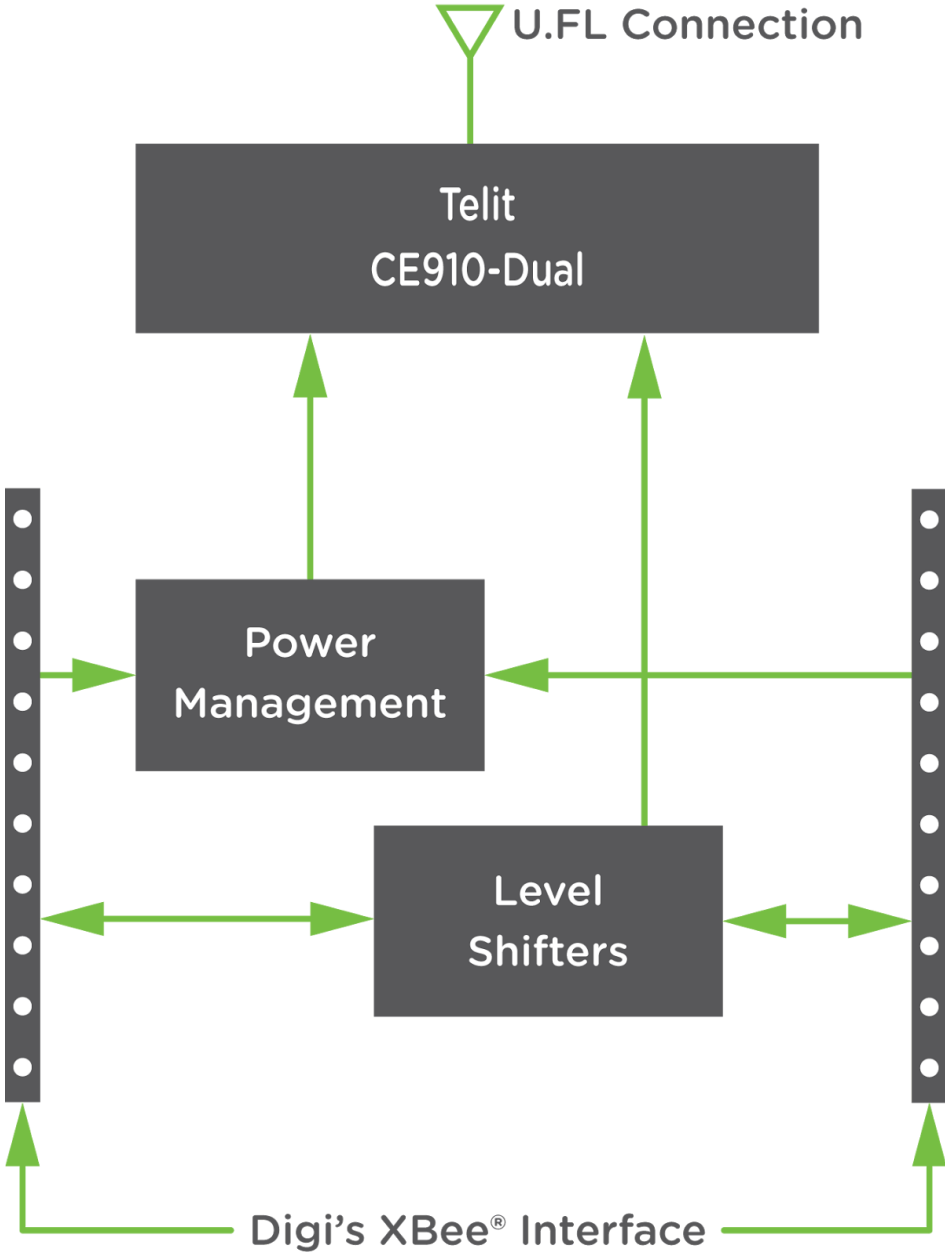 U.FL Connection
Telit
CE910-Dual
Power
Management
Level
Shifters
Digi’s XBee® Interface